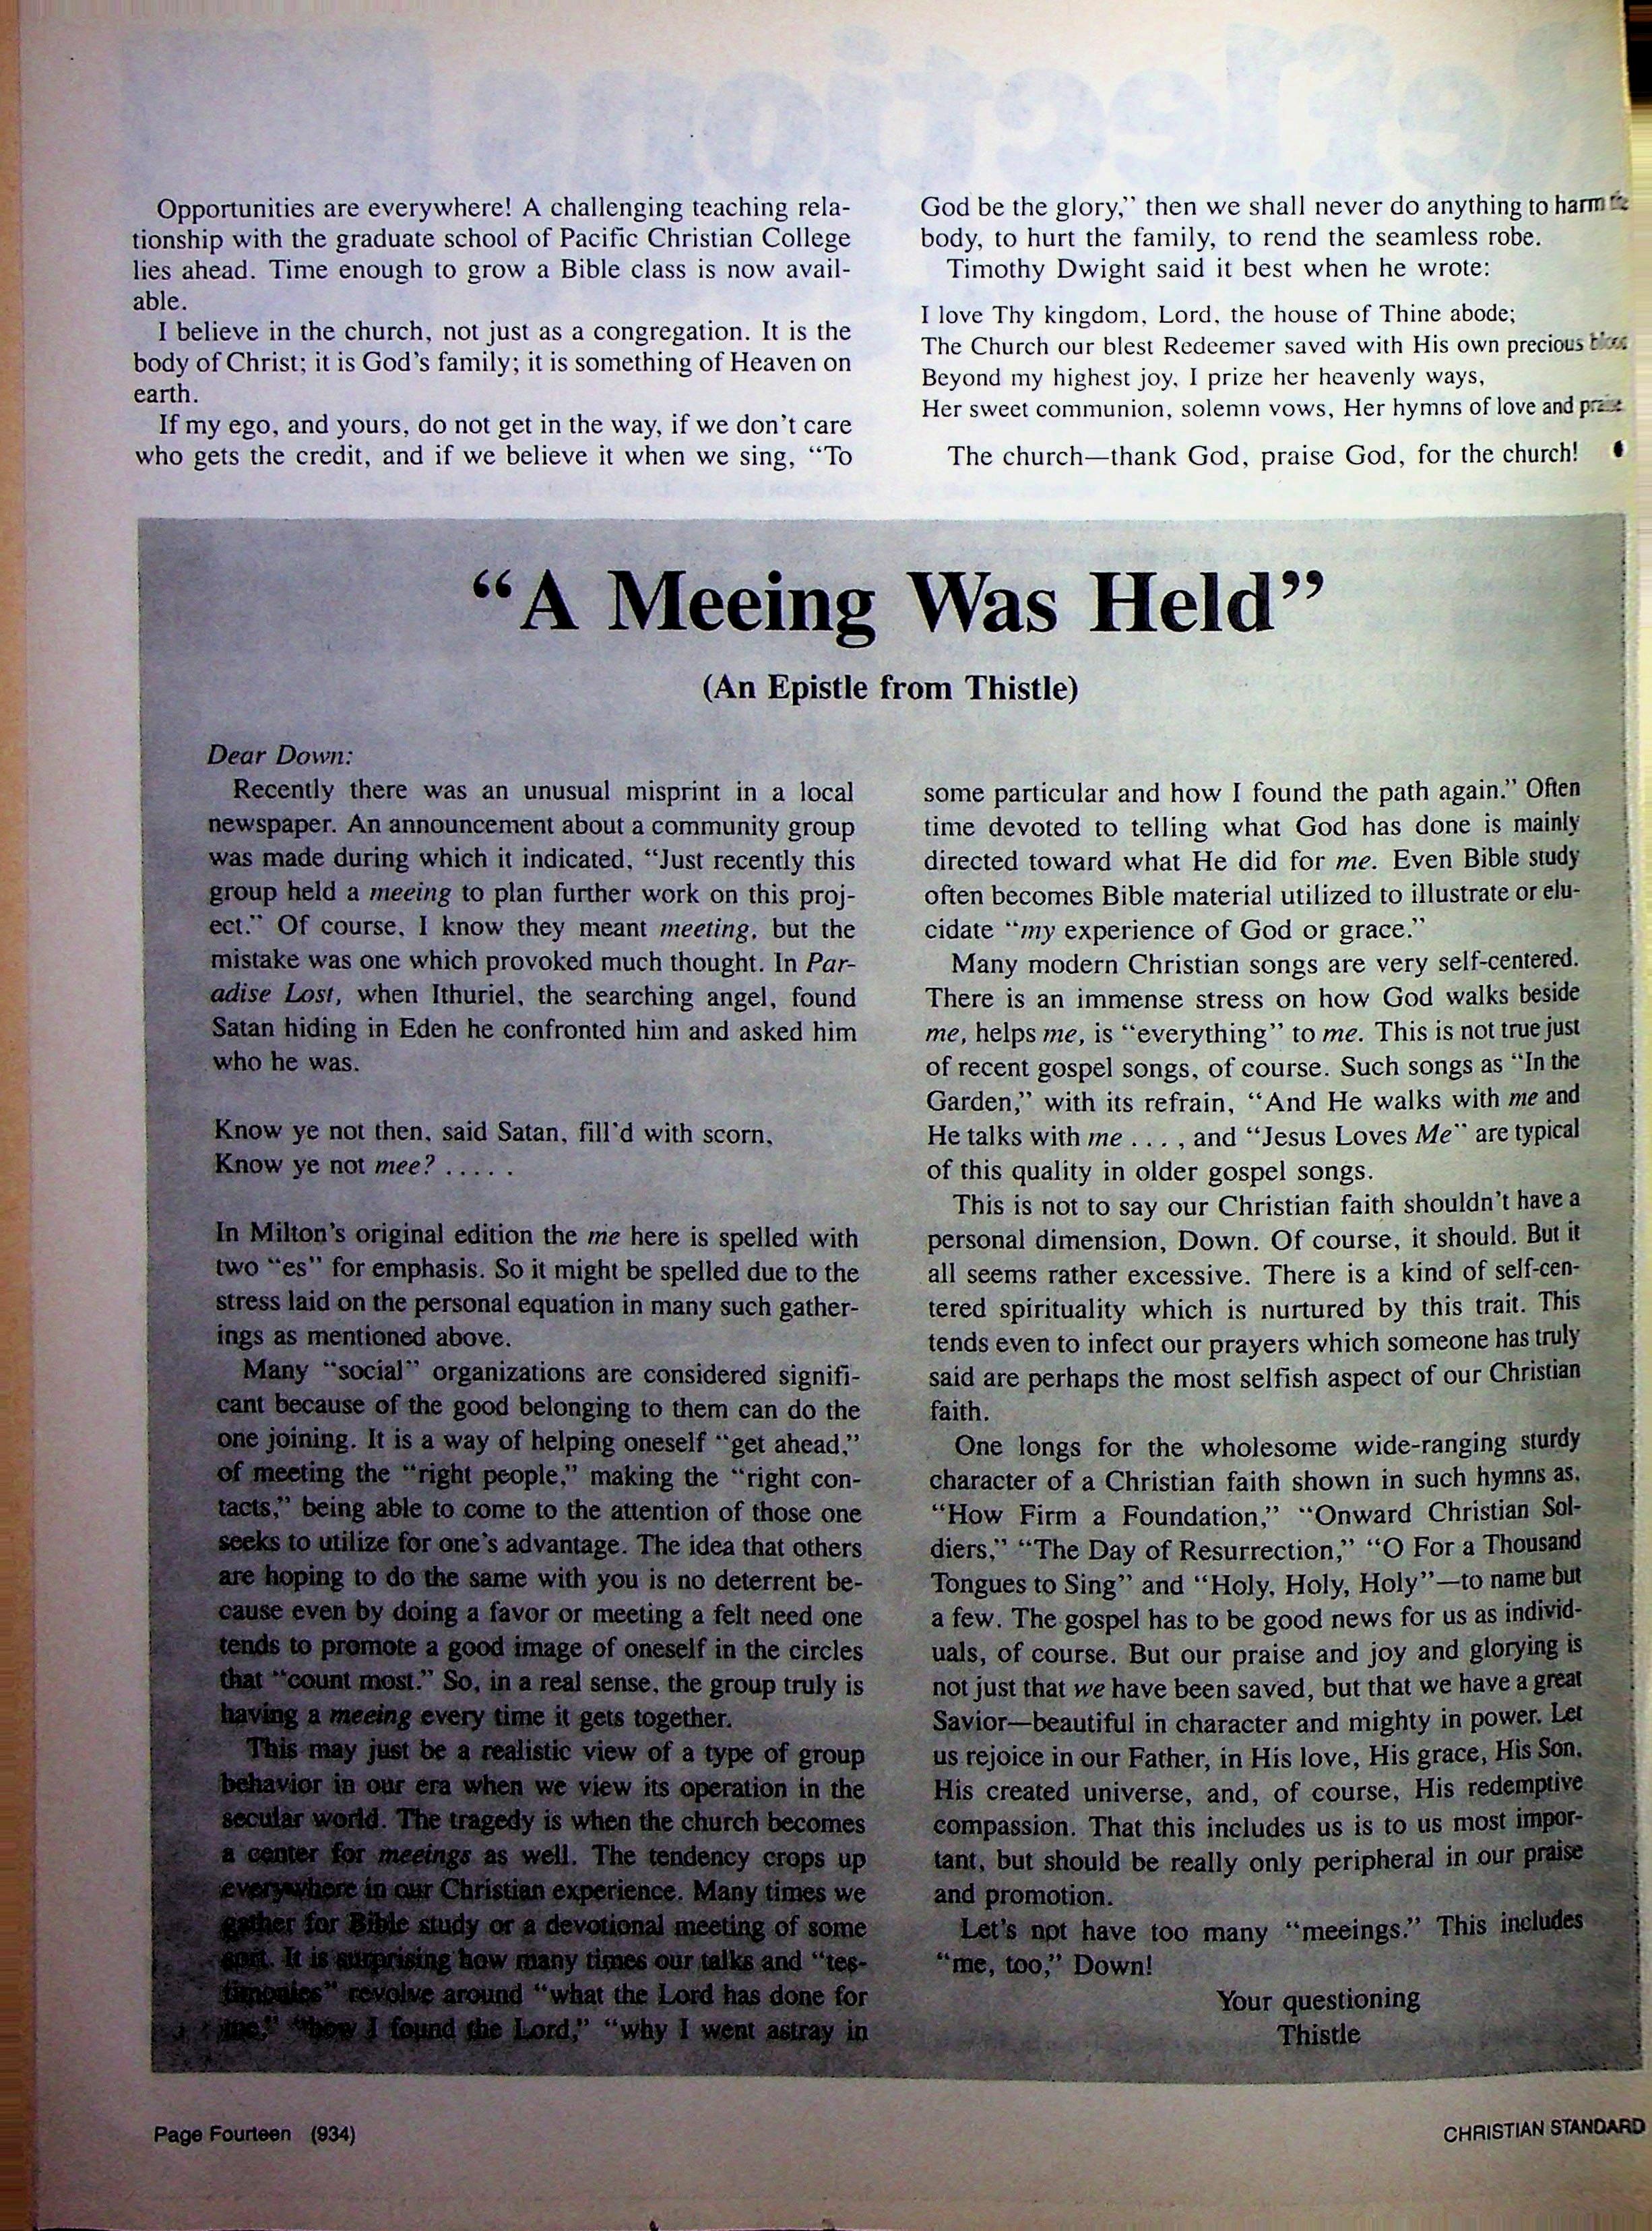 Opportunities are everywhere! A challenging teaching rela-
tionship with the graduate school of Pacific Christian College
lies ahead. Time enough to grow a Bible class is now avail-
able.
I believe in the church, not just as a congregation. It is the
body of Christ; it is God's family; it is something of Heaven on
earth.
If my ego, and yours, do not get in the way, if we don't care
who gets the credit, and if we believe it when we sing, “To
God be the glory,” then we shall never do anything to harm
body, to hurt the family, to rend the seamless robe.
Timothy Dwight said it best when he wrote:
I love Thy kingdom, Lord, the house of Thine abode;
The Church our blest Redeemer saved with His own precious
Beyond my highest joy, I prize her heavenly ways,
Her sweet communion, solemn vows, Her hymns of love and
The church—thank God, praise God, for the church!
“A Meeing Was Held”
(An Epistle from Thistle)
Dear Down:
Recently there was an unusual misprint in a local
newspaper. An announcement about a community group
was made during which it indicated, “Just recently this
group held a meeing to plan further work on this proj-
ect.” Of course, I know they meant meeting, but the
mistake was one which provoked much thought. In Par-
adise Lost, when Ithuriel, the searching angel, found
Satan hiding in Eden he confronted him and asked him
who he was.
Know ye not then, said Satan, fill'd with scorn,
Know ye not mee? . . . . .
In Milton's original edition the me here is spelled with
two “es” for emphasis. So it might be spelled due to the
stress laid on the personal equation in many such gather-
ings as mentioned above.
Many “social” organizations are considered signifi-
cant because of the good belonging to them can do the
one joining. It is a way of helping oneself “get ahead,”
of meeting the “right people,” making the “right con-
tacts,” being able to come to the attention of those one
seeks to utilize for one's advantage. The idea that others
are hoping to do the same with you is no deterrent be-
cause even by doing a favor or meeting a felt need one
tends to promote a good image of oneself in the circles
that “count most.” So, in a real sense, the group truly is
having a meeing every time it gets together.
This may just be a realistic view of a type of group
behavior in our era when we view its operation in the
secular world. The tragedy is when the church becomes
a center for meeings as well. The tendency crops up
everywhere in our Christian experience. Many times we
gather for Bible study or a devotional meeting of some
sort. It is surprising how many times our talks and “tes-
timonies” revolve around “what the Lord has done for
me,” “how I found the Lord,” “why I went astray in
some particular and how I found the path again.” Often
time devoted to telling what God has done is mainly
directed toward what He did for me. Even Bible study
often becomes Bible material utilized to illustrate or elu-
cidate “my experience of God or grace.”
Many modern Christian songs are very self-centered.
There is an immense stress on how God walks beside
me, helps me, is “everything” to me. This is not true just
of recent gospel songs, of course. Such songs as “In the
Garden,” with its refrain, “And He walks with me and
He talks with me . . . , and “Jesus Loves Me” are typical
of this quality in older gospel songs.
This is not to say our Christian faith shouldn't have a
personal dimension, Down. Of course, it should. But it
all seems rather excessive. There is a kind of self-cen-
tered spirituality which is nurtured by this trait. This
tends even to infect our prayers which someone has truly
said are perhaps the most selfish aspect of our Christian
faith.
One longs for the wholesome wide-ranging sturdy
character of a Christian faith shown in such hymns as,
“How Firm a Foundation,” “Onward Christian Sol-
diers,” “The Day of Resurrection,” “O For a Thousand
Tongues to Sing” and “Holy, Holy, Holy”—to name but
a few. The gospel has to be good news for us as individ-
uals, of course. But our praise and joy and glorying is
not just that we have been saved, but that we have a great
Savior—beautiful in character and mighty in power. Let
us rejoice in our Father, in His love, His grace, His Son,
His created universe, and, of course, His redemptive
compassion. That this includes us is to us most impor-
tant, but should be really only peripheral in our praise
and promotion.
Let's not have too many “meeings.” This includes
“me, too,” Down!
Your questioning
Thistle
Page Fourteen (934)
CHRISTIAN STANDARD